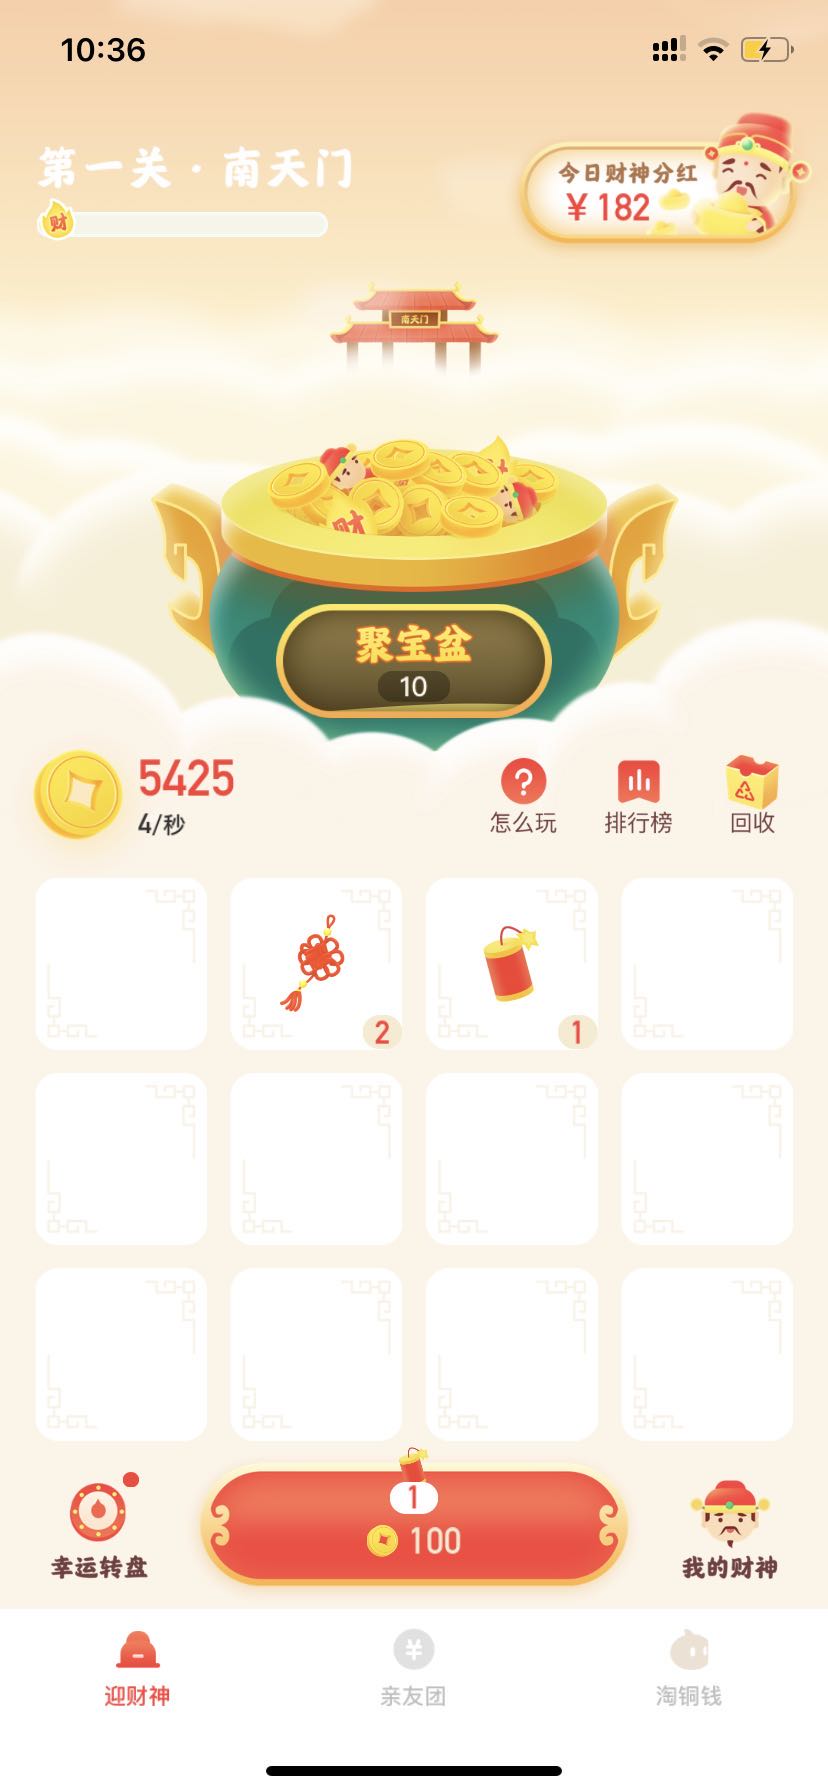 10:36
第一关·南天门
财
今日财神分红
¥182
南天门
财
聚宝盆
10
5425
4/秒
怎么玩
排行榜
回收
2
1
1
100
幸运转盘
我的财神
迎财神
亲友团
淘铜钱